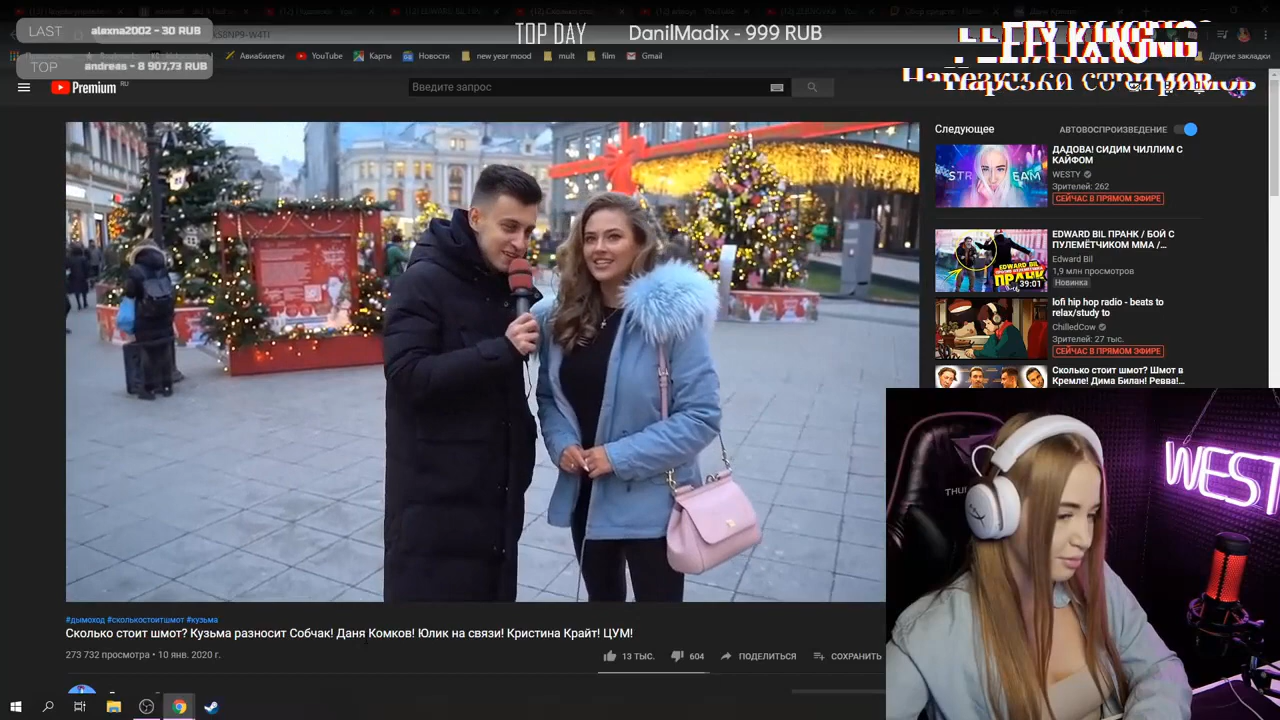 LAST alexna2002 - 30 RUB
TOP andreas - 8 907,73 RUB
TOP DAY DanilMadix - 999 RUB
Нарезки со стримов
Авиабилеты
YouTube
Карты
Новости
new year mood
mult
film
Gmail
Другие закладки
Premium RU
Введите запрос
Следующее
АВТОВОСПРОИЗВЕДЕНИЕ
ДАДОВА! СИДИМ ЧИЛЛИМ С
КАЙФОМ
WESTY
Зрителей: 262
СЕЙЧАС В ПРЯМОМ ЭФИРЕ
EDWARD BIL ПРАНК / БОЙ С
ПУЛЕМЁТЧИКОМ ММА /...
Edward Bil
1,9 млн просмотров
Новинка
ПРАНК
39:01
lofi hip hop radio - beats to
relax/study to
ChilledCow
Зрителей: 27 тыс.
СЕЙЧАС В ПРЯМОМ ЭФИРЕ
Сколько стоит шмот? Шмот в
Кремле! Дима Билан! Ревва!...
WEST
#дымоход #сколькостоитшмот #кузьма
Сколько стоит шмот? Кузьма разносит Собчак! Даня Комков! Юлик на связи! Кристина Крайт! ЦУМ!
273 732 просмотра • 10 янв. 2020 г.
13 ТЫС.
604
ПОДЕЛИТЬСЯ
СОХРАНИТЬ